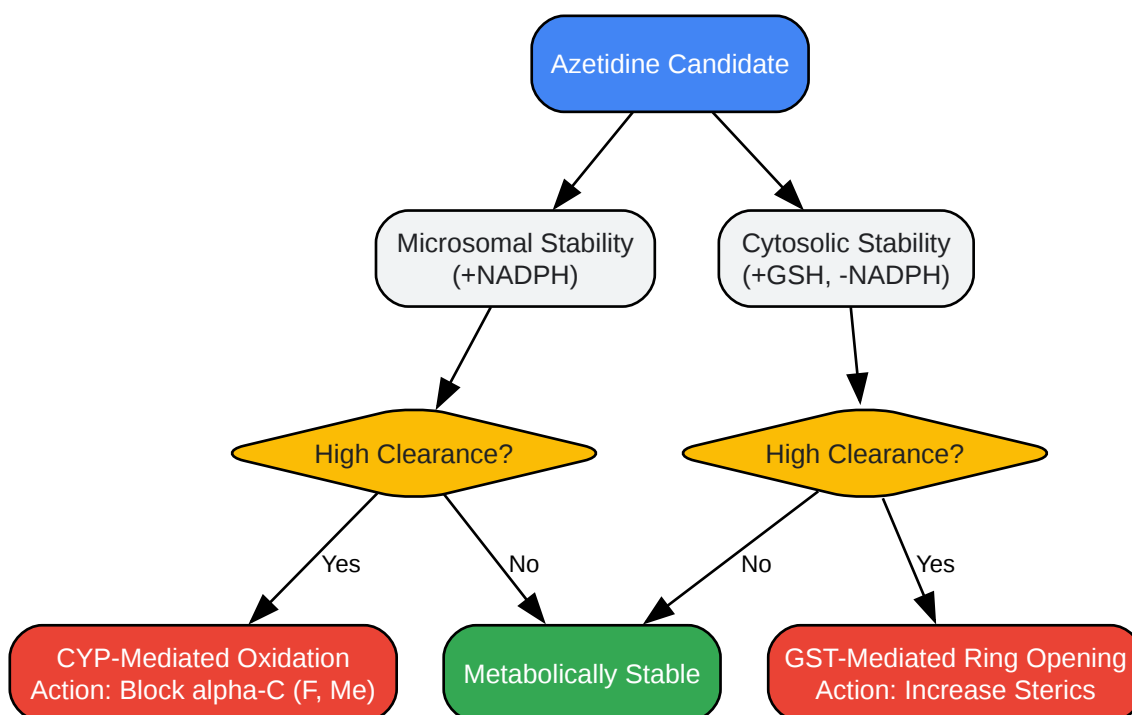 Azetidine Candidate
Microsomal Stability
(+NADPH)
Cytosolic Stability
(+GSH, -NADPH)
High Clearance?
High Clearance?
Yes
No
No
Yes
CYP-Mediated Oxidation
Action: Block alpha-C (F, Me)
Metabolically Stable
GST-Mediated Ring Opening
Action: Increase Sterics